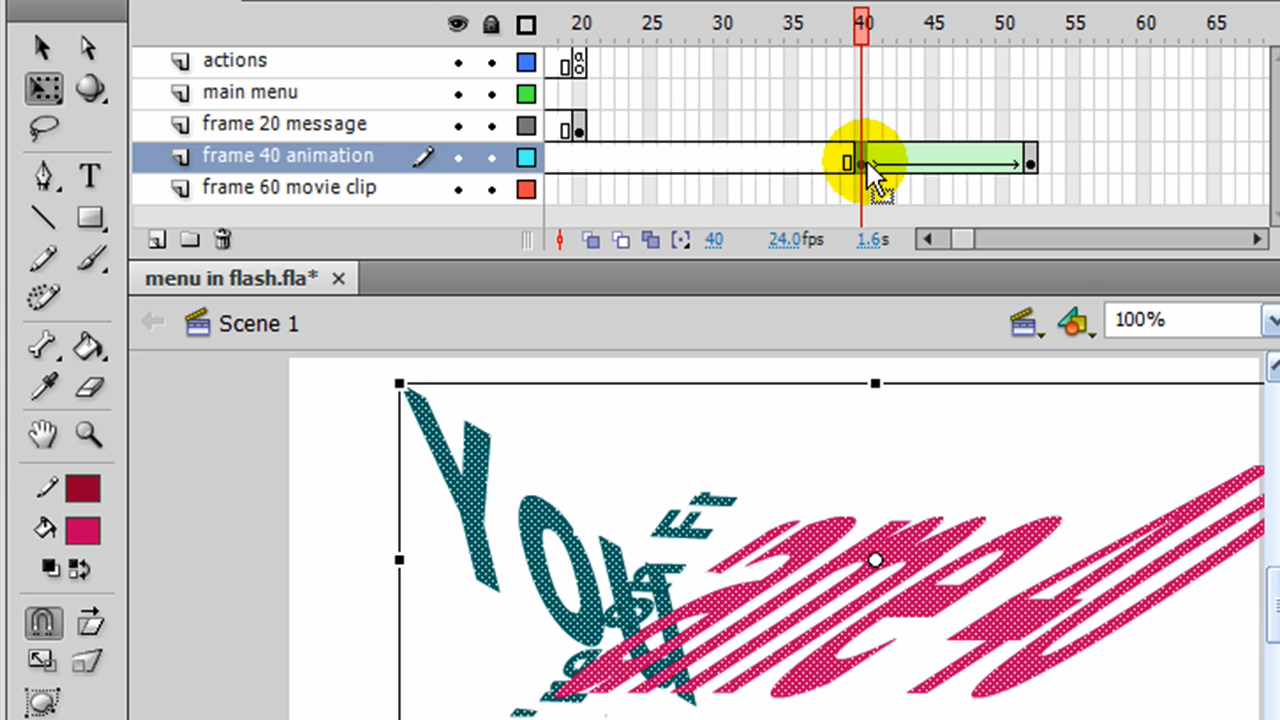 20 25 30 35 40 45 50 55 60 65
actions
main menu
frame 20 message
frame 40 animation
frame 60 movie clip
40 24.0fps 1.6s
menu in flash.fla* ×
Scene 1
100%